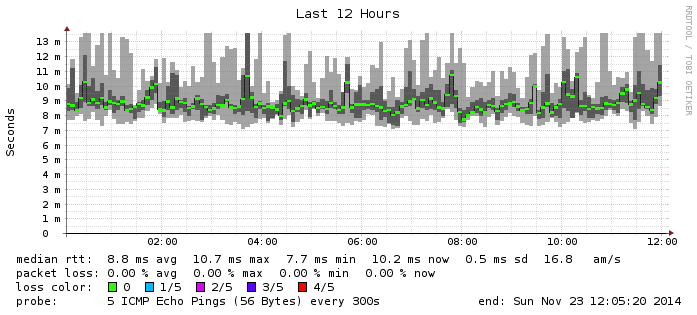 Last 12 Hours
RRDTOOL / TOBI OETIKER
Seconds
13 m
12 m
11 m
10 m
9 m
8 m
7 m
6 m
5 m
4 m
3 m
2 m
1 m
0
02:00 04:00 06:00 08:00 10:00 12:00
median rtt: 8.8 ms avg 10.7 ms max 7.7 ms min 10.2 ms now 0.5 ms sd 16.8 am/s
packet loss: 0.00 % avg 0.00 % max 0.00 % min 0.00 % now
loss color: 0 1/5 2/5 3/5 4/5
probe: 5 ICMP Echo Pings (56 Bytes) every 300s end: Sun Nov 23 12:05:20 2014